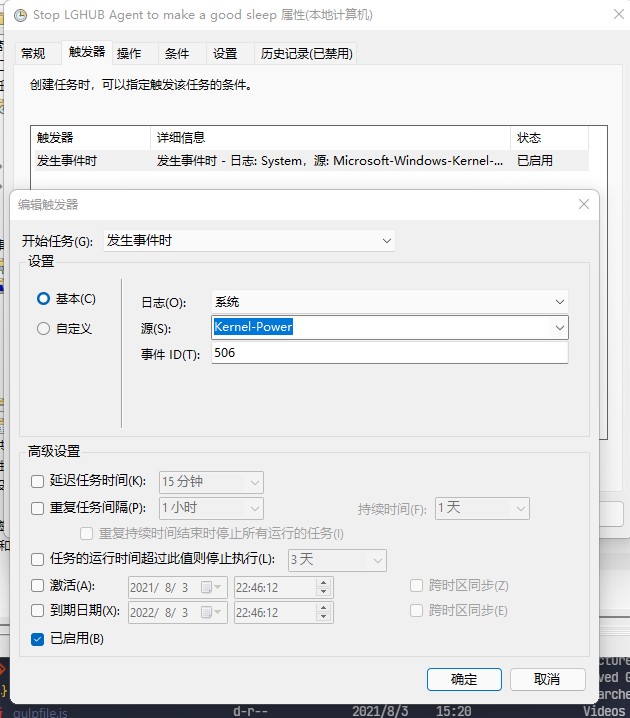 Stop LGHUB Agent to make a good sleep 属性(本地计算机)
常规 触发器 操作 条件 设置 历史记录(已禁用)
创建任务时，可以指定触发该任务的条件。
触发器 详细信息 状态
发生事件时 发生事件时 - 日志: System, 源: Microsoft-Windows-Kernel-... 已启用
编辑触发器
开始任务(G): 发生事件时
设置
基本(C)
自定义
日志(O): 系统
源(S): Kernel-Power
事件 ID(T): 506
高级设置
延迟任务时间(K): 15 分钟
重复任务间隔(P): 1 小时 持续时间(F): 1 天
重复持续时间结束时停止所有运行的任务(I)
任务的运行时间超过此值则停止执行(L): 3 天
激活(A): 2021/ 8/ 3 22:46:12 跨时区同步(Z)
到期日期(X): 2022/ 8/ 3 22:46:12 跨时区同步(E)
已启用(B)
确定 取消
gulpfile.js d-r-- 2021/8/3 15:20 Videos